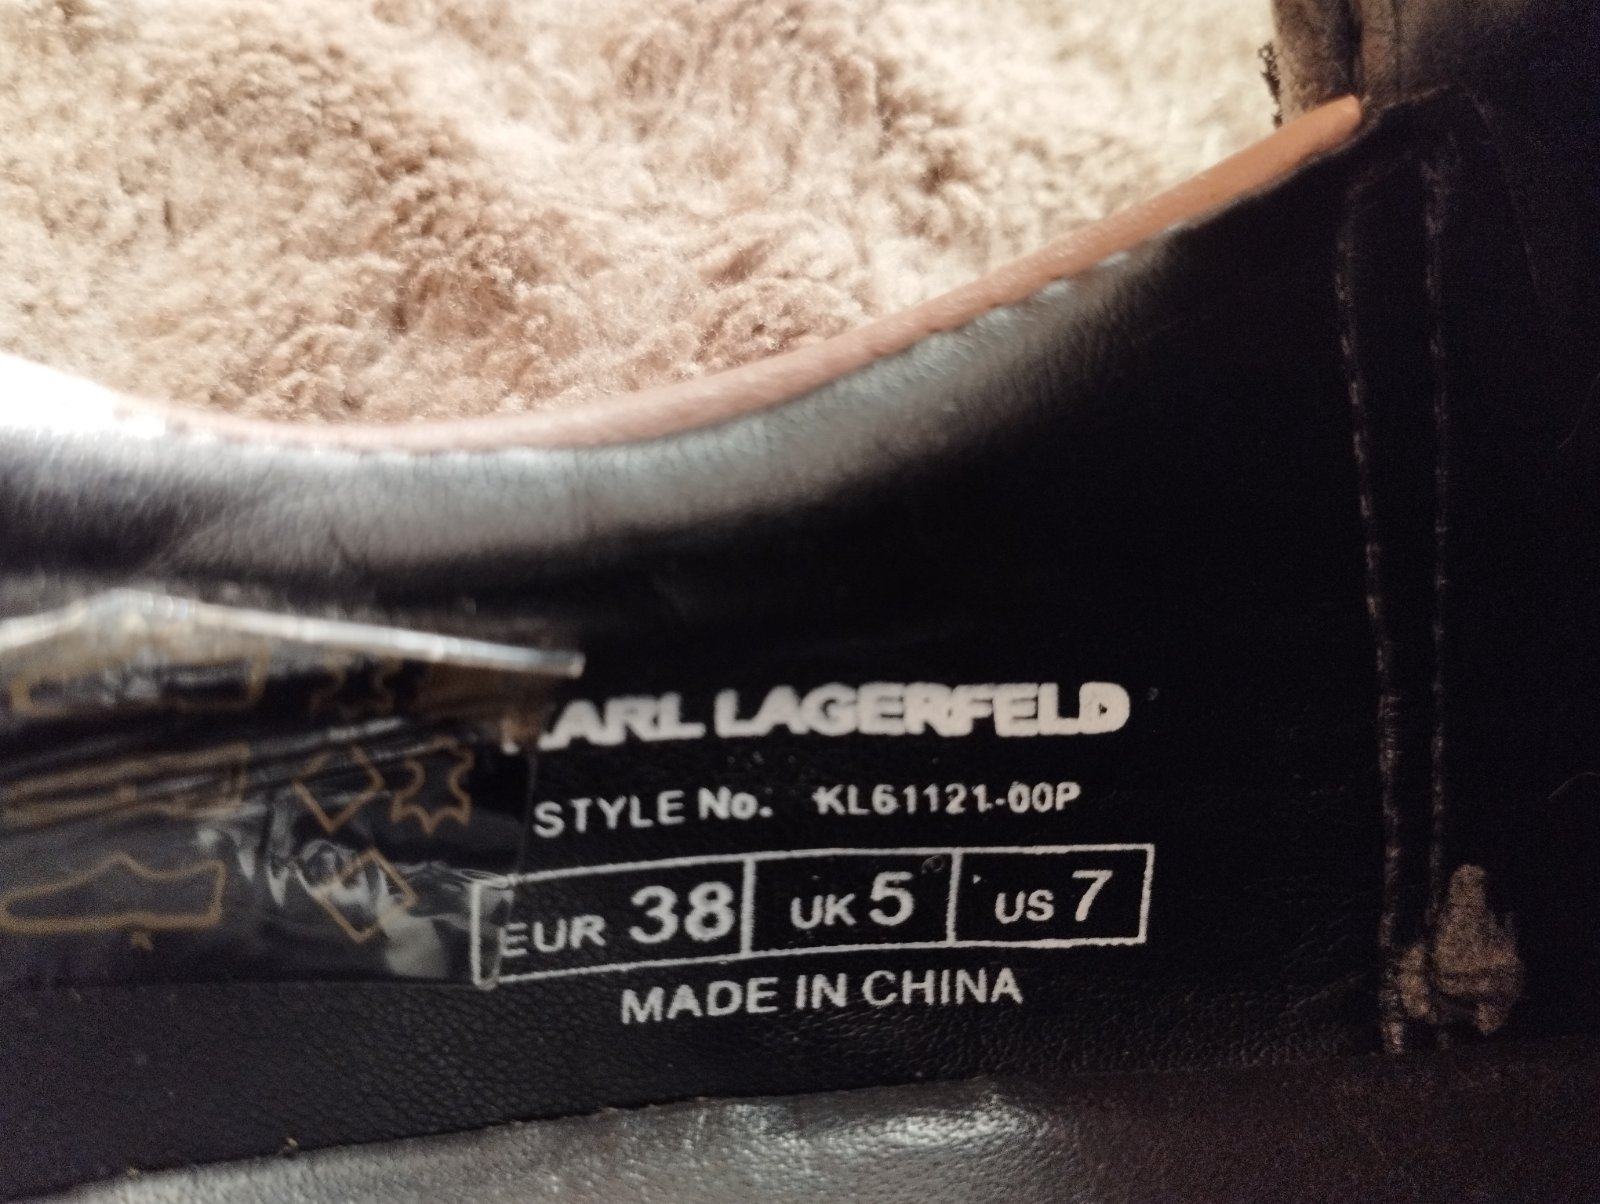 KARL LAGERFELD
STYLE No. KL61121-00P
EUR 38 UK 5 US 7
MADE IN CHINA